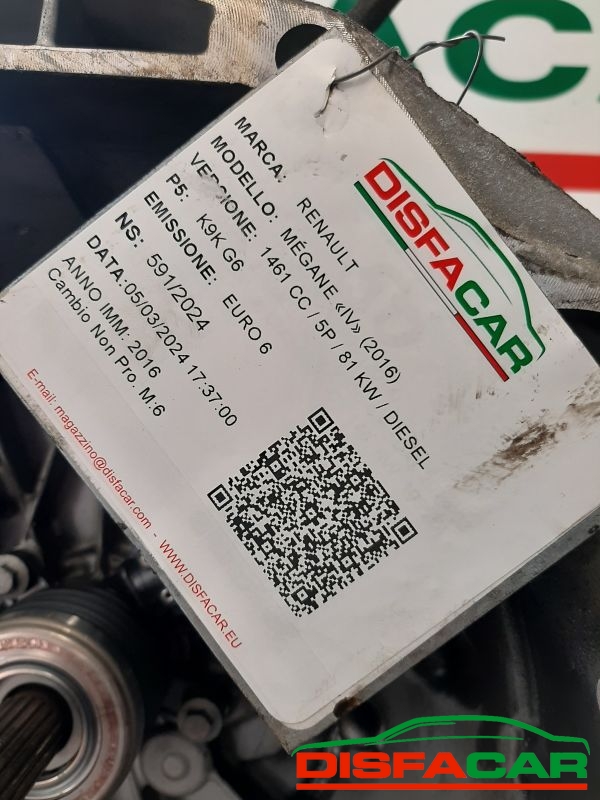 DISFACAR
MARCA: RENAULT
MODELLO: MÉGANE «IV» (2016)
VERSIONE: 1461 CC / 5P / 81 KW / DIESEL
P5: K9K G6
EMISSIONE: EURO 6
NS: 591/2024
DATA:05/03/2024 17:37:00
ANNO IMM: 2016
Cambio Non Pro. M.6
E-mail: magazzino@disfacar.com - WWW.DISFACAR.EU
DISFACAR